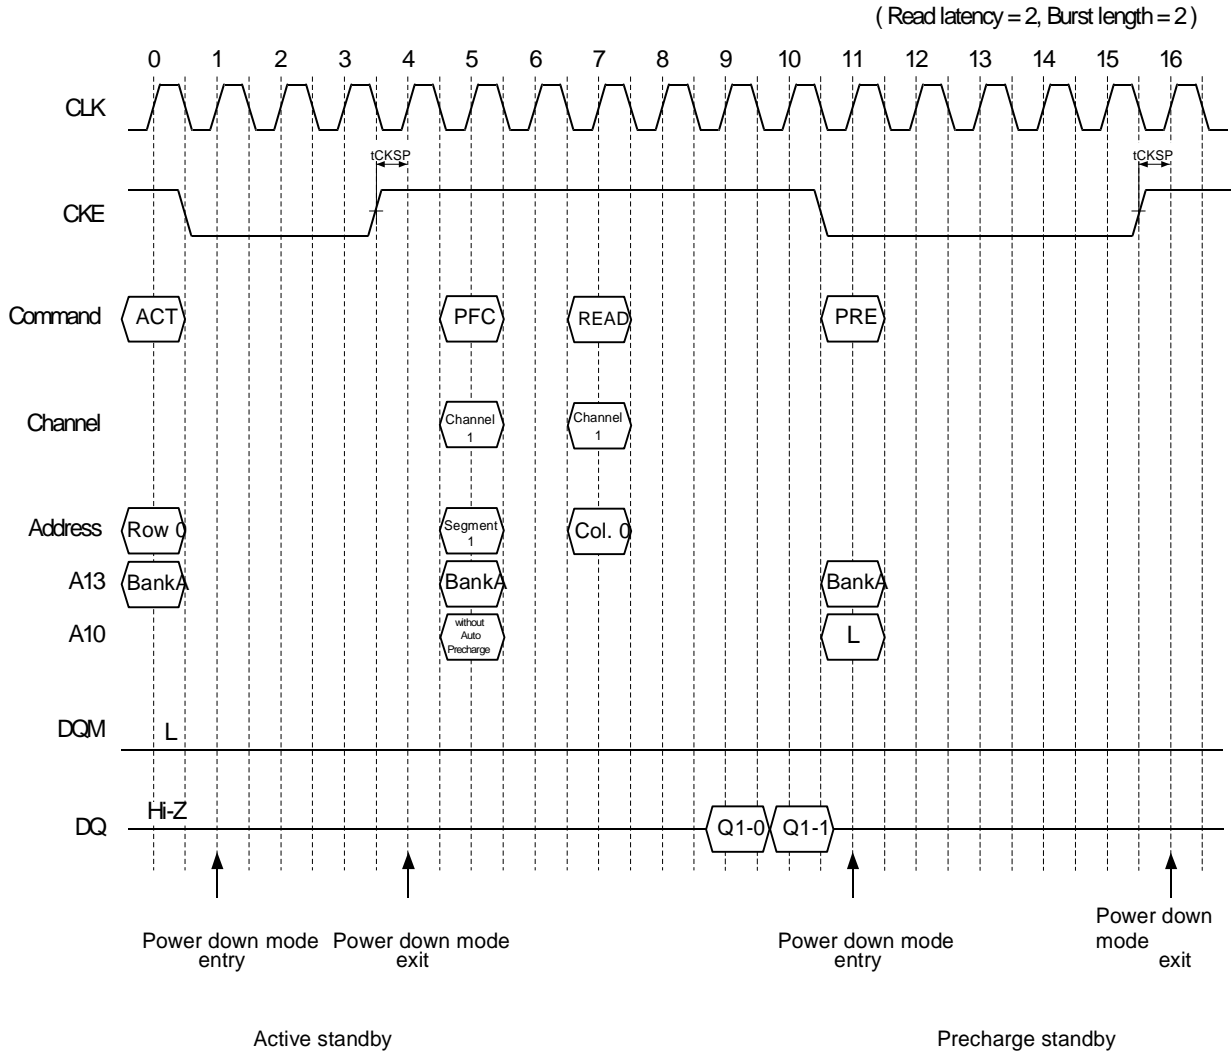 ( Read latency = 2, Burst length = 2 )
0 1 2 3 4 5 6 7 8 9 10 11 12 13 14 15 16
CLK
tCKSP tCKSP
CKE
Command ACT PFC READ PRE
Channel Channel 1 Channel 1
Address Row 0 Segment 1 Col. 0
A13 BankA BankA BankA
A10 without Auto Precharge L
DQM L
DQ Hi-Z Q1-0 Q1-1
Power down mode entry
Power down mode exit
Power down mode entry
Power down mode exit
Active standby Precharge standby